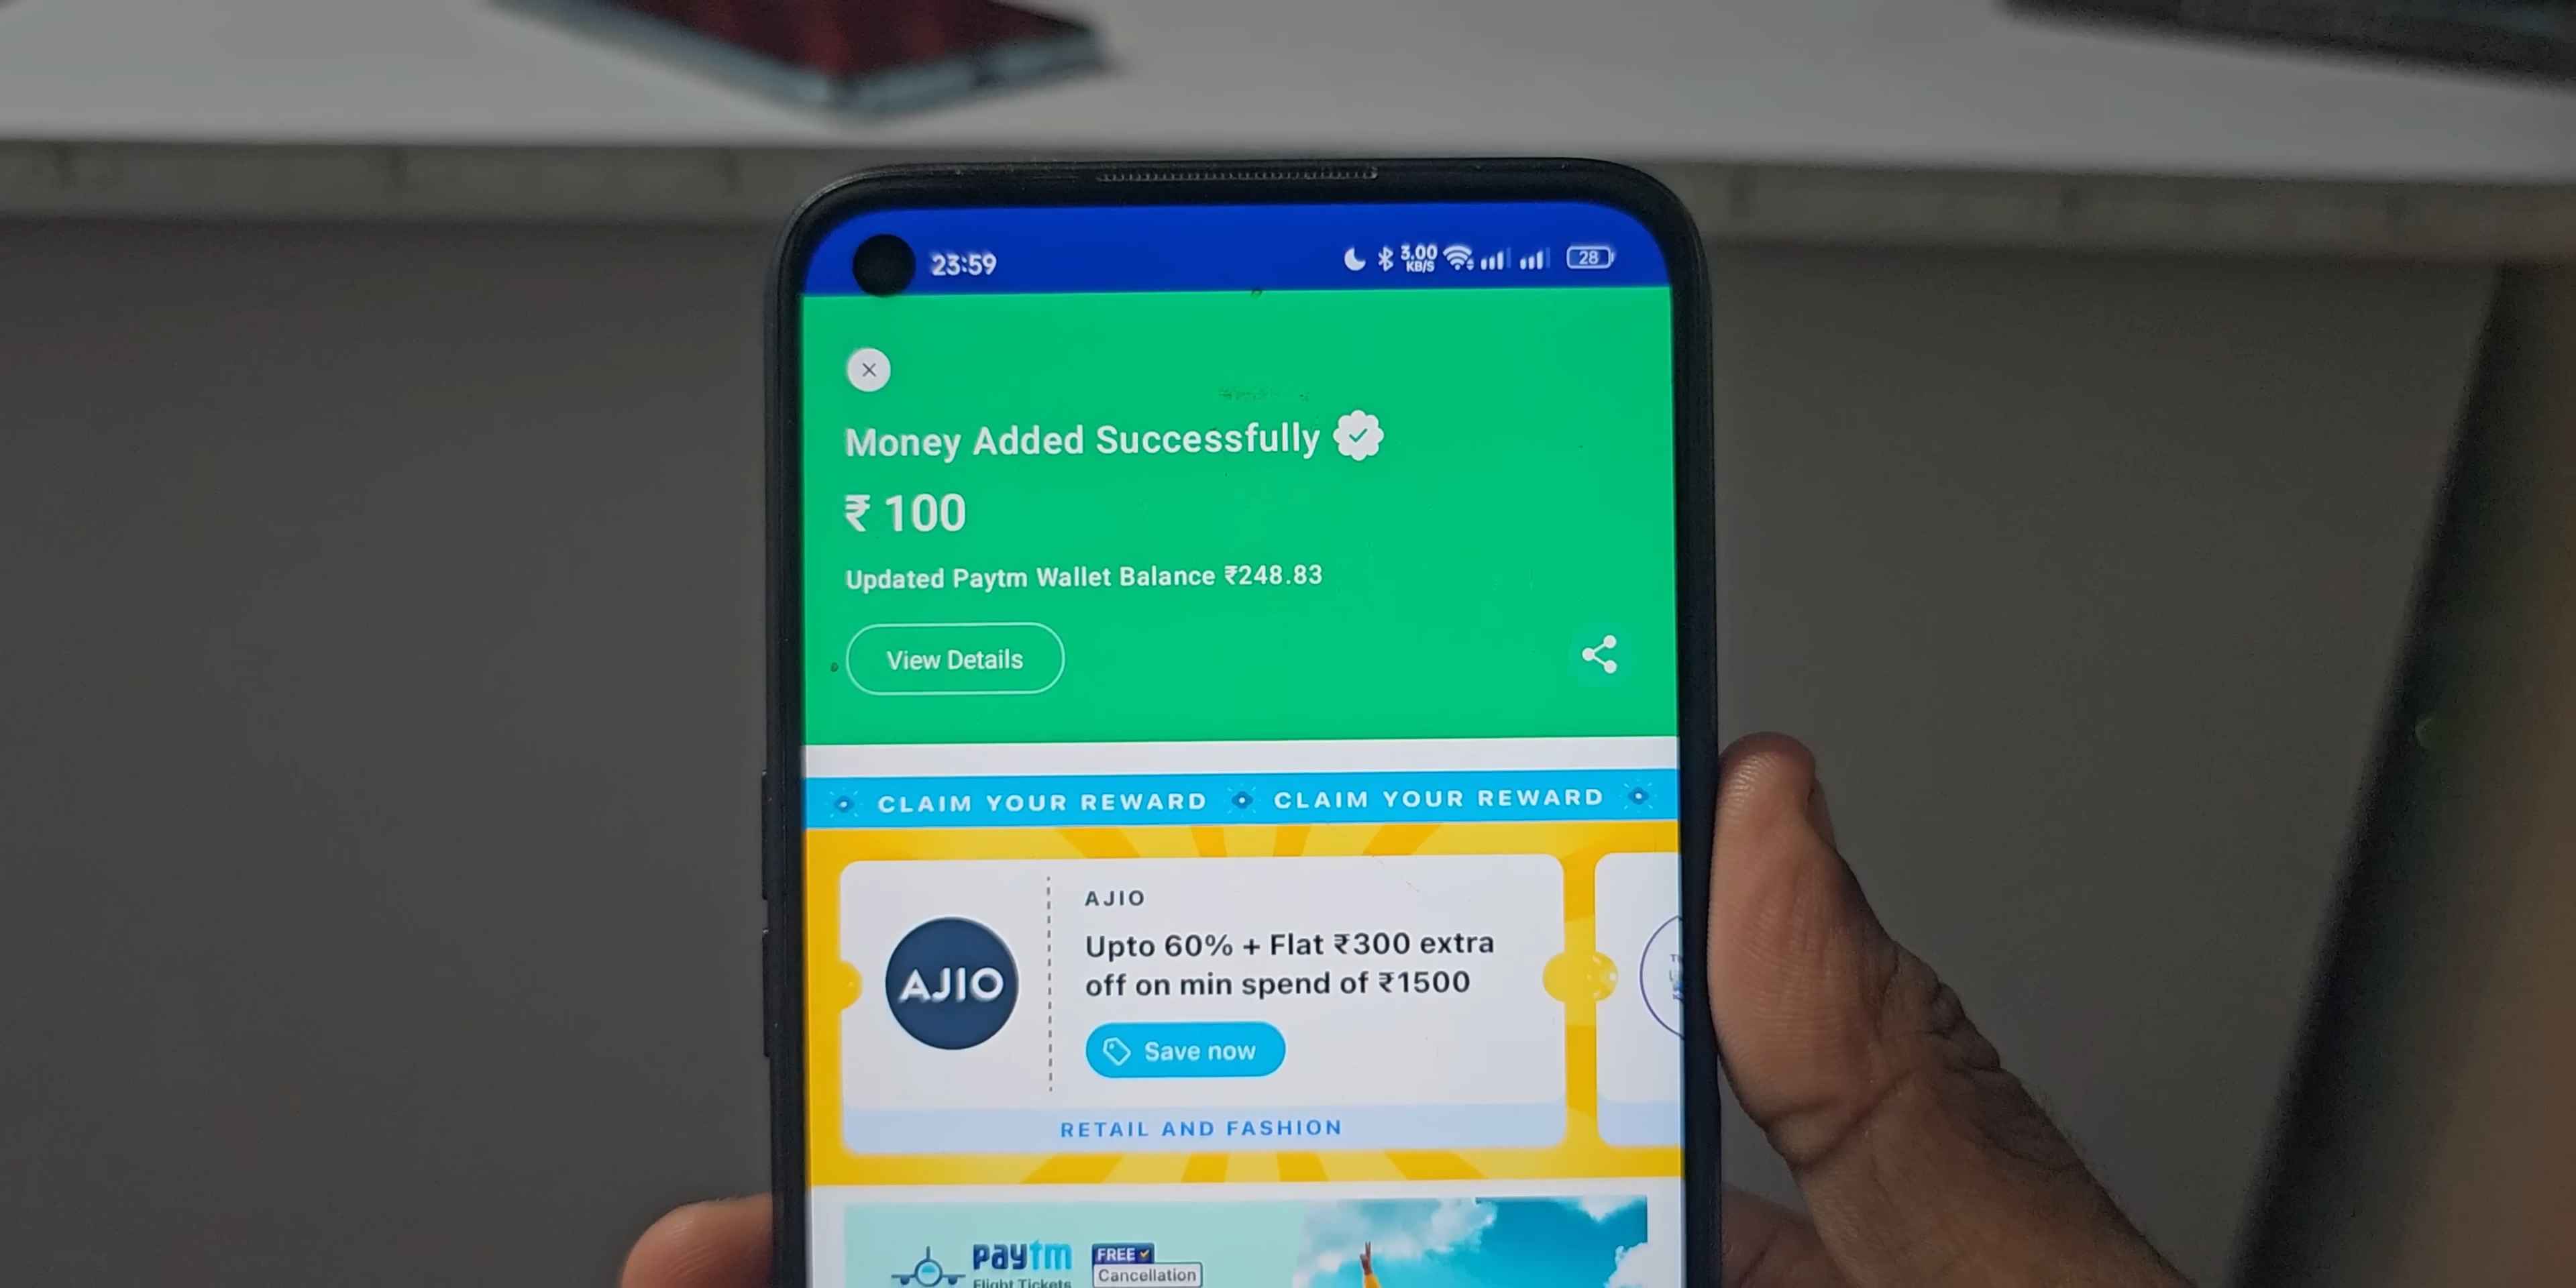 23:59
3.00
KB/S
28
Money Added Successfully
₹ 100
Updated Paytm Wallet Balance ₹248.83
View Details
CLAIM YOUR REWARD CLAIM YOUR REWARD
AJIO
AJIO
Upto 60% + Flat ₹300 extra
off on min spend of ₹1500
Save now
RETAIL AND FASHION
paytm
Flight Tickets
FREE
Cancellation